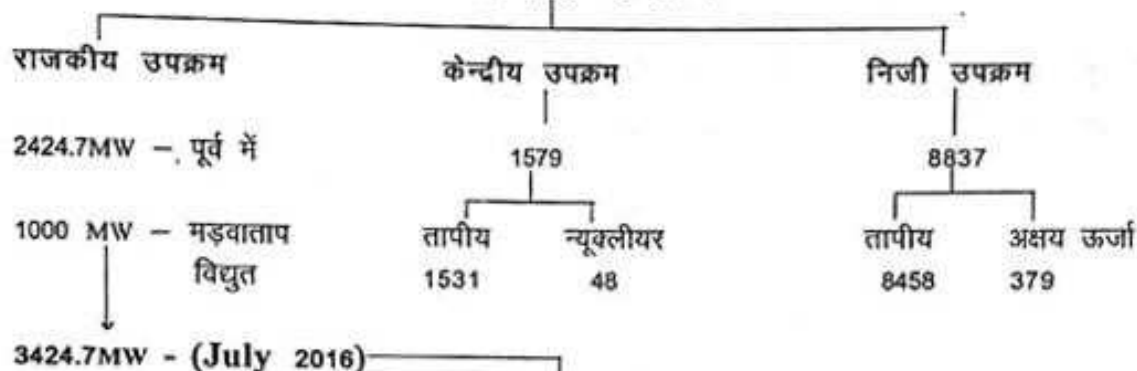 राजकीय उपक्रम केन्द्रीय उपक्रम निजी उपक्रम
2424.7MW – पूर्व में 1579 8837
1000 MW – मड़वाताप तापीय न्यूक्लीयर तापीय अक्षय ऊर्जा
विद्युत 1531 48 8458 379
3424.7MW - (July 2016)